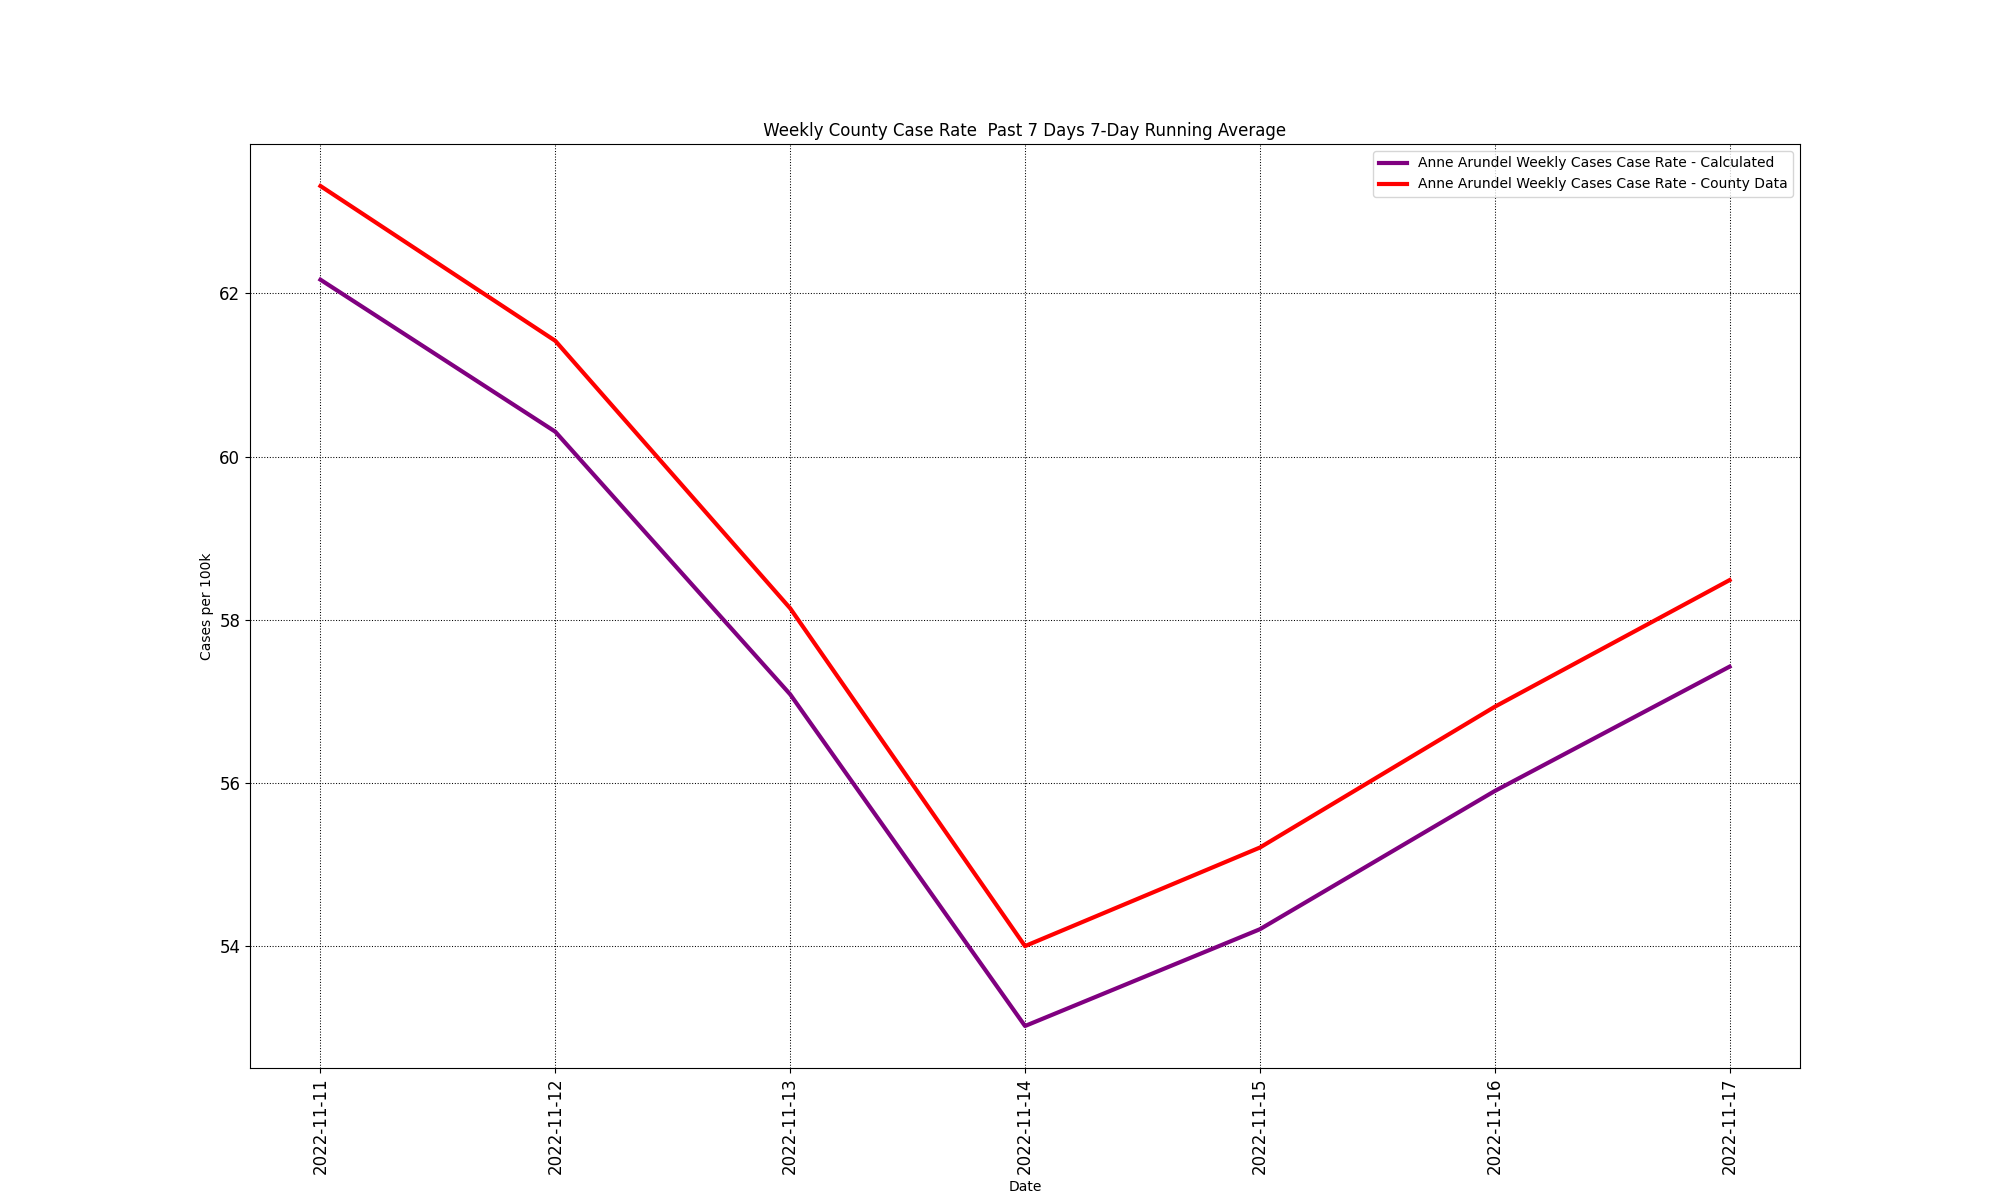 Weekly County Case Rate  Past 7 Days 7-Day Running Average
Anne Arundel Weekly Cases Case Rate - Calculated
Anne Arundel Weekly Cases Case Rate - County Data
Cases per 100k
62
60
58
56
54
2022-11-11
2022-11-12
2022-11-13
2022-11-14
2022-11-15
2022-11-16
2022-11-17
Date